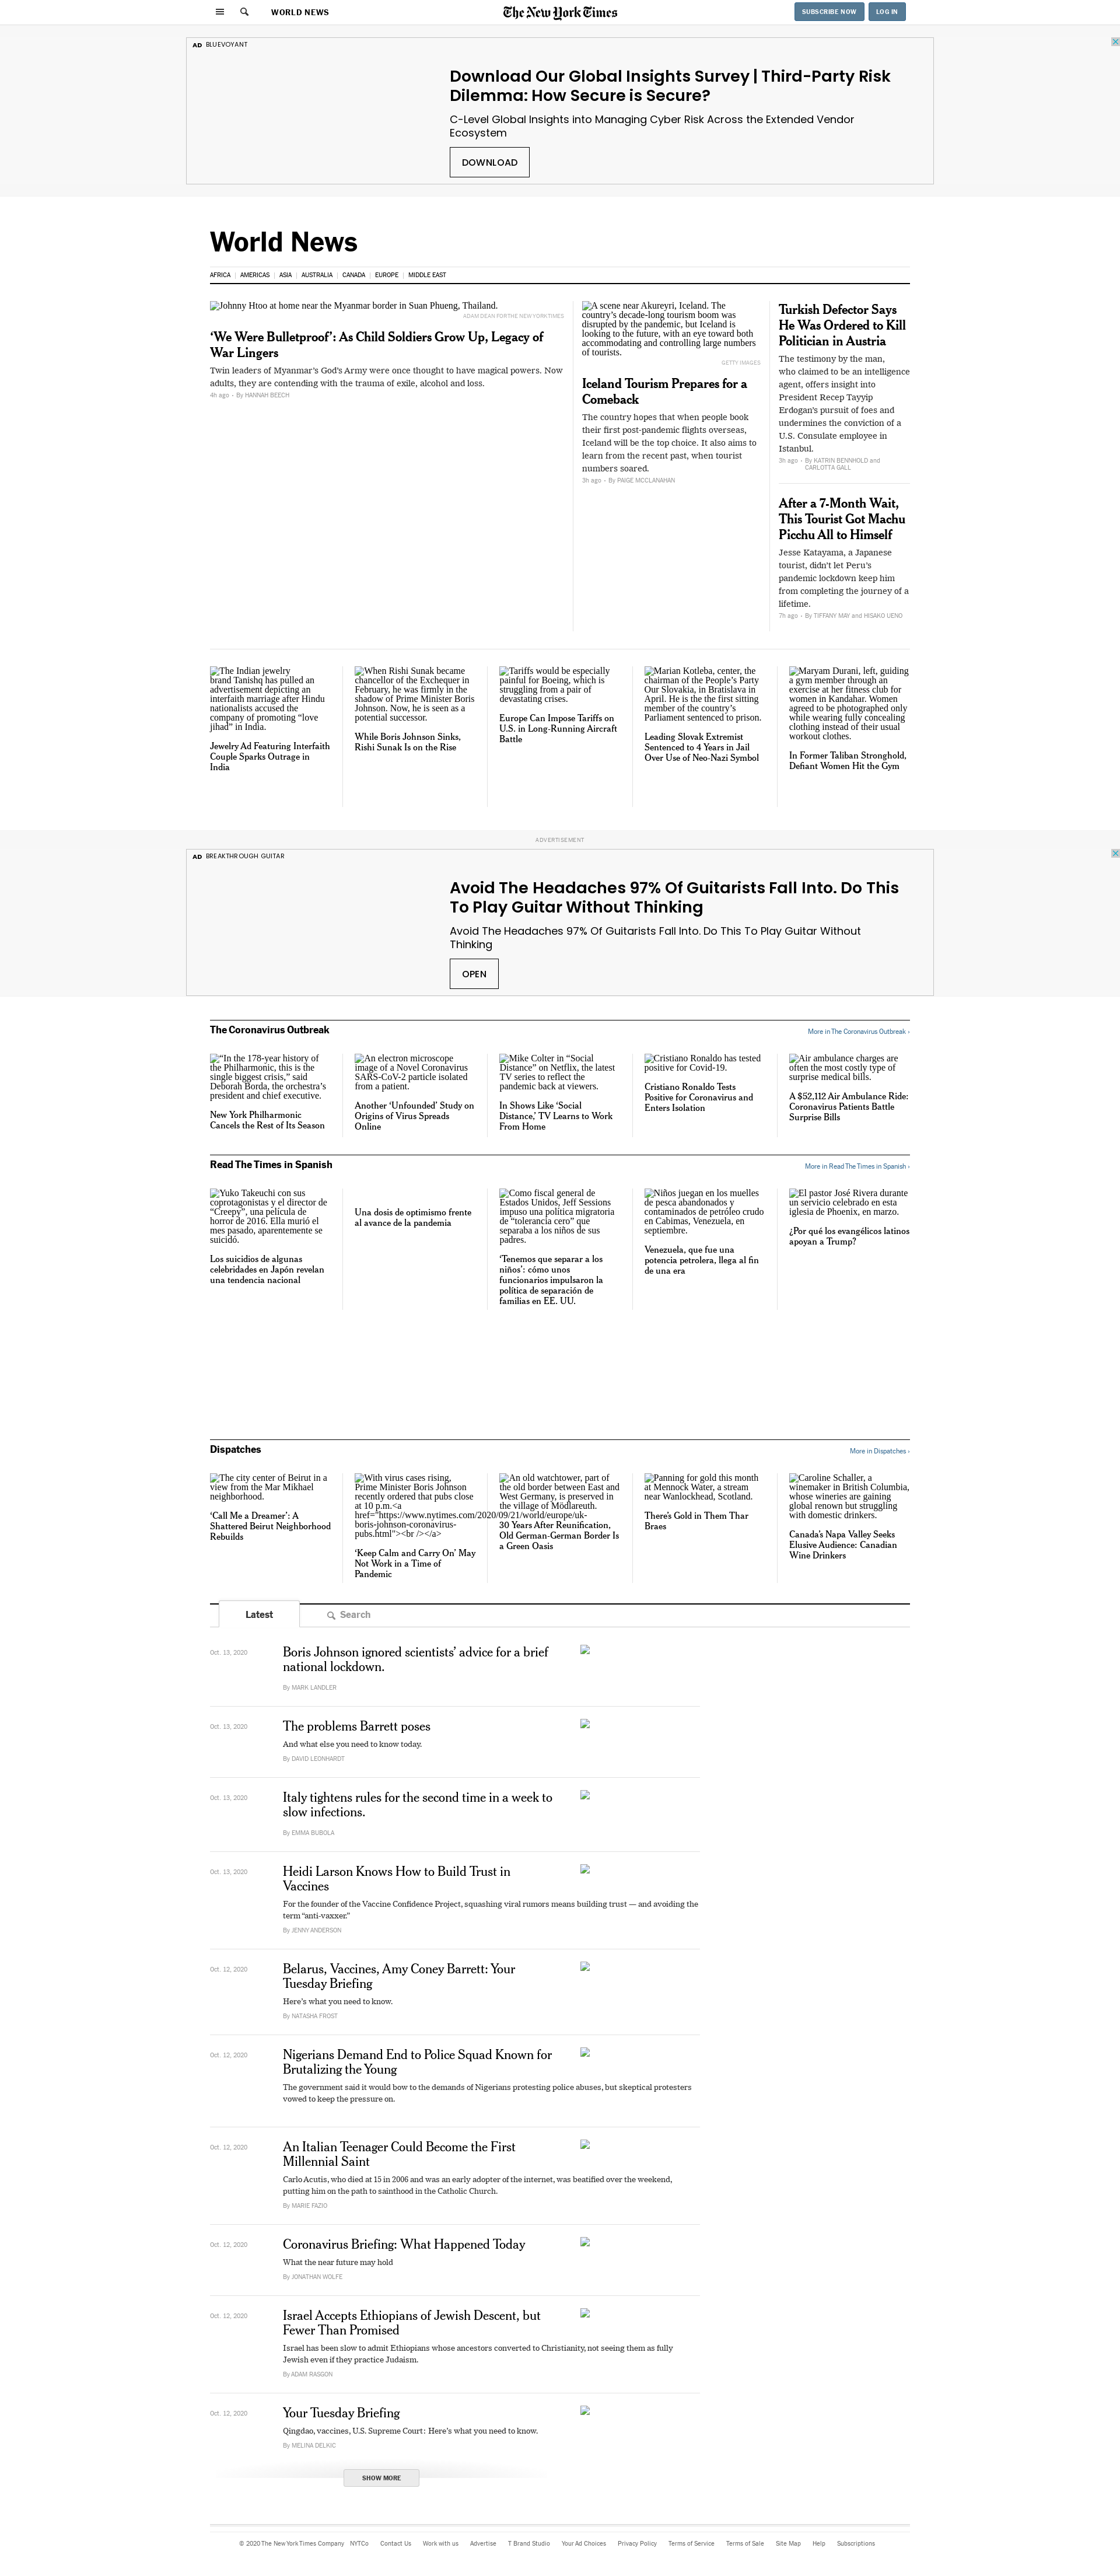 WORLD NEWS
The New York Times
SUBSCRIBE NOW
LOG IN
AD BLUEVOYANT
Download Our Global Insights Survey | Third-Party Risk
Dilemma: How Secure is Secure?
C-Level Global Insights into Managing Cyber Risk Across the Extended Vendor
Ecosystem
DOWNLOAD
World News
AFRICA | AMERICAS | ASIA | AUSTRALIA | CANADA | EUROPE | MIDDLE EAST
Johnny Htoo at home near the Myanmar border in Suan Phueng, Thailand.
ADAM DEAN FOR THE NEW YORK TIMES
‘We Were Bulletproof’: As Child Soldiers Grow Up, Legacy of
War Lingers
Twin leaders of Myanmar’s God’s Army were once thought to have magical powers. Now
adults, they are contending with the trauma of exile, alcohol and loss.
4h ago - By HANNAH BEECH
A scene near Akureyri, Iceland. The
country’s decade-long tourism boom was
disrupted by the pandemic, but Iceland is
looking to the future, with an eye toward both
accommodating and controlling large numbers
of tourists.
GETTY IMAGES
Iceland Tourism Prepares for a
Comeback
The country hopes that when people book
their first post-pandemic flights overseas,
Iceland will be the top choice. It also aims to
learn from the recent past, when tourist
numbers soared.
3h ago - By PAIGE MCCLANAHAN
Turkish Defector Says
He Was Ordered to Kill
Politician in Austria
The testimony by the man,
who claimed to be an intelligence
agent, offers insight into
President Recep Tayyip
Erdogan’s pursuit of foes and
undermines the conviction of a
U.S. Consulate employee in
Istanbul.
3h ago - By KATRIN BENNHOLD and
CARLOTTA GALL
After a 7-Month Wait,
This Tourist Got Machu
Picchu All to Himself
Jesse Katayama, a Japanese
tourist, didn’t let Peru’s
pandemic lockdown keep him
from completing the journey of a
lifetime.
7h ago - By TIFFANY MAY and HISAKO UENO
The Indian jewelry
brand Tanishq has pulled an
advertisement depicting an
interfaith marriage after Hindu
nationalists accused the
company of promoting “love
jihad” in India.
Jewelry Ad Featuring Interfaith
Couple Sparks Outrage in
India
When Rishi Sunak became
chancellor of the Exchequer in
February, he was firmly in the
shadow of Prime Minister Boris
Johnson. Now, he is seen as a
potential successor.
While Boris Johnson Sinks,
Rishi Sunak Is on the Rise
Tariffs would be especially
painful for Boeing, which is
struggling from a pair of
devastating crises.
Europe Can Impose Tariffs on
U.S. in Long-Running Aircraft
Battle
Marian Kotleba, center, the
chairman of the People’s Party
Our Slovakia, in Bratislava in
April. He is the the first sitting
member of the country’s
Parliament sentenced to prison.
Leading Slovak Extremist
Sentenced to 4 Years in Jail
Over Use of Neo-Nazi Symbol
Maryam Durani, left, guiding
a gym member through an
exercise at her fitness club for
women in Kandahar. Women
agreed to be photographed only
while wearing fully concealing
clothing instead of their usual
workout clothes.
In Former Taliban Stronghold,
Defiant Women Hit the Gym
ADVERTISEMENT
AD BREAKTHROUGH GUITAR
Avoid The Headaches 97% Of Guitarists Fall Into. Do This
To Play Guitar Without Thinking
Avoid The Headaches 97% Of Guitarists Fall Into. Do This To Play Guitar Without
Thinking
OPEN
The Coronavirus Outbreak
More in The Coronavirus Outbreak ›
“In the 178-year history of
the Philharmonic, this is the
single biggest crisis,” said
Deborah Borda, the orchestra’s
president and chief executive.
New York Philharmonic
Cancels the Rest of Its Season
An electron microscope
image of a Novel Coronavirus
SARS-CoV-2 particle isolated
from a patient.
Another ‘Unfounded’ Study on
Origins of Virus Spreads
Online
Mike Colter in “Social
Distance” on Netflix, the latest
TV series to reflect the
pandemic back at viewers.
In Shows Like ‘Social
Distance,’ TV Learns to Work
From Home
Cristiano Ronaldo has tested
positive for Covid-19.
Cristiano Ronaldo Tests
Positive for Coronavirus and
Enters Isolation
Air ambulance charges are
often the most costly type of
surprise medical bills.
A $52,112 Air Ambulance Ride:
Coronavirus Patients Battle
Surprise Bills
Read The Times in Spanish
More in Read The Times in Spanish ›
Yuko Takeuchi con sus
coprotagonistas y el director de
“Creepy”, una película de
horror de 2016. Ella murió el
mes pasado, aparentemente se
suicidó.
Los suicidios de algunas
celebridades en Japón revelan
una tendencia nacional
Una dosis de optimismo frente
al avance de la pandemia
Como fiscal general de
Estados Unidos, Jeff Sessions
impuso una política migratoria
de “tolerancia cero” que
separaba a los niños de sus
padres.
‘Tenemos que separar a los
niños’: cómo unos
funcionarios impulsaron la
política de separación de
familias en EE. UU.
Niños juegan en los muelles
de pesca abandonados y
contaminados de petróleo crudo
en Cabimas, Venezuela, en
septiembre.
Venezuela, que fue una
potencia petrolera, llega al fin
de una era
El pastor José Rivera durante
un servicio celebrado en esta
iglesia de Phoenix, en marzo.
¿Por qué los evangélicos latinos
apoyan a Trump?
Dispatches
More in Dispatches ›
The city center of Beirut in a
view from the Mar Mikhael
neighborhood.
‘Call Me a Dreamer’: A
Shattered Beirut Neighborhood
Rebuilds
With virus cases rising,
Prime Minister Boris Johnson
recently ordered that pubs close
at 10 p.m.<a
href="https://www.nytimes.com/2020/09/21/world/europe/uk-
boris-johnson-coronavirus-
pubs.html"><br /></a>
‘Keep Calm and Carry On’ May
Not Work in a Time of
Pandemic
An old watchtower, part of
the old border between East and
West Germany, is preserved in
the village of Mödlareuth.
30 Years After Reunification,
Old German-German Border Is
a Green Oasis
Panning for gold this month
at Mennock Water, a stream
near Wanlockhead, Scotland.
There’s Gold in Them Thar
Braes
Caroline Schaller, a
winemaker in British Columbia,
whose wineries are gaining
global renown but struggling
with domestic drinkers.
Canada’s Napa Valley Seeks
Elusive Audience: Canadian
Wine Drinkers
Latest
Search
Oct. 13, 2020
Boris Johnson ignored scientists’ advice for a brief
national lockdown.
By MARK LANDLER
Oct. 13, 2020
The problems Barrett poses
And what else you need to know today.
By DAVID LEONHARDT
Oct. 13, 2020
Italy tightens rules for the second time in a week to
slow infections.
By EMMA BUBOLA
Oct. 13, 2020
Heidi Larson Knows How to Build Trust in
Vaccines
For the founder of the Vaccine Confidence Project, squashing viral rumors means building trust — and avoiding the
term “anti-vaxxer.”
By JENNY ANDERSON
Oct. 12, 2020
Belarus, Vaccines, Amy Coney Barrett: Your
Tuesday Briefing
Here’s what you need to know.
By NATASHA FROST
Oct. 12, 2020
Nigerians Demand End to Police Squad Known for
Brutalizing the Young
The government said it would bow to the demands of Nigerians protesting police abuses, but skeptical protesters
vowed to keep the pressure on.
Oct. 12, 2020
An Italian Teenager Could Become the First
Millennial Saint
Carlo Acutis, who died at 15 in 2006 and was an early adopter of the internet, was beatified over the weekend,
putting him on the path to sainthood in the Catholic Church.
By MARIE FAZIO
Oct. 12, 2020
Coronavirus Briefing: What Happened Today
What the near future may hold
By JONATHAN WOLFE
Oct. 12, 2020
Israel Accepts Ethiopians of Jewish Descent, but
Fewer Than Promised
Israel has been slow to admit Ethiopians whose ancestors converted to Christianity, not seeing them as fully
Jewish even if they practice Judaism.
By ADAM RASGON
Oct. 12, 2020
Your Tuesday Briefing
Qingdao, vaccines, U.S. Supreme Court: Here’s what you need to know.
By MELINA DELKIC
SHOW MORE
© 2020 The New York Times Company NYTCo Contact Us Work with us Advertise T Brand Studio Your Ad Choices Privacy Policy Terms of Service Terms of Sale Site Map Help Subscriptions